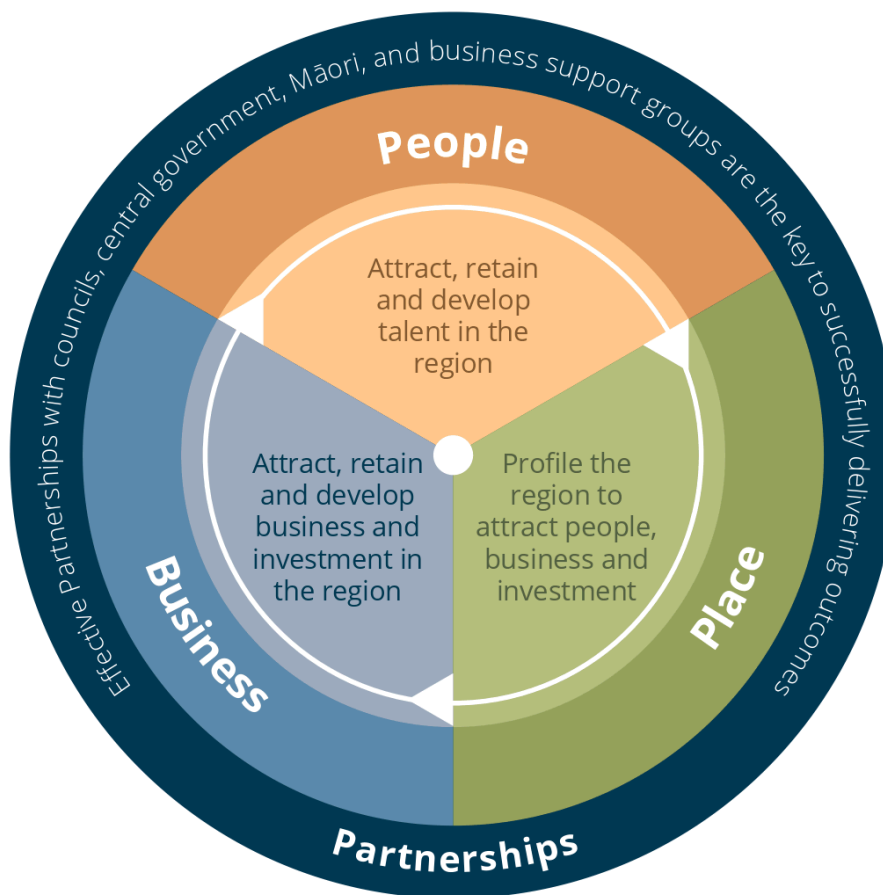 Effective Partnerships with councils, central government, Māori, and business support groups are the key to successfully delivering outcomes
People
Attract, retain
and develop
talent in the
region
Business
Attract, retain
and develop
business and
investment in
the region
Profile the
region to
attract people,
business and
investment
Place
Partnerships